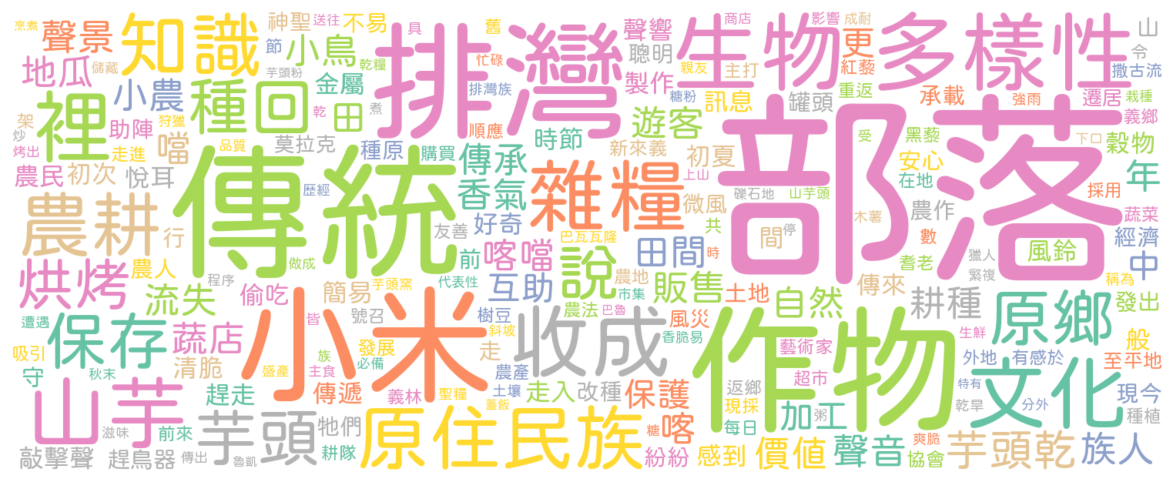 烹煮 聲景 知識 神聖 送往 不易 具 舊 聲響 商店 影響 成耐 更 山
地瓜 儲藏 芋頭粉 節 小鳥 乾糧 忙碌 排灣 聰明 主打 生物多樣性 紅藜 令 撒古流
小農 種回 金屬 排灣族 製作 親友 重返 承載 強雨 遷居 栽種
裡 架 狩獵 乾 田 煮 順應 糖粉 訊息 罐頭 義鄉
炒 助陣 噹 時節 遊客 受 黑藜 下口 穀物
烤出 走進 品質 莫拉克 種原 購買 傳承 新來義 初夏 部落 安心
農民 初次 悅耳 傳統 香氣 雜糧 上山 在地 採用 年
農耕 歷經 微風 礫石地 山芋頭 農作 木著 蔬菜
行 友善 好奇 共 間 停 數 風鈴 經濟
烘烤 農人 做成 前 喀噹 巴瓦瓦隆 田間 時 耆老 獵人 中
程序 代表性 說 農地 傳來 繁複 稱為
流失 偷吃 簡易 芋頭窯 互助 市集 販售 土地 自然 耕種 發出
遭遇 保存 蔬店 皆 號召 樹豆 農法 巴魯 風災 原鄉 般
吸引 小米 斜坡 收成 香脆易 作物 生鮮
守 秋末 清脆 族 發展 走 農產 藝術家 外地 有感於 至平地
盛產 主食 必備 超市 文化 現今
山芋 趕走 傳遞 義林 聖糧 土壤 蓋飯 走入 改種 保護 返鄉 特有 種植
滋味 前來 芋頭 牠們 原住民族 糖 喀 現採 加工 粥 乾旱 分外
敲擊聲 趕鳥器 傳出 魯凱 耕隊 紛紛 感到 每日 價值 聲音 爽脆 協會 芋頭乾 族人